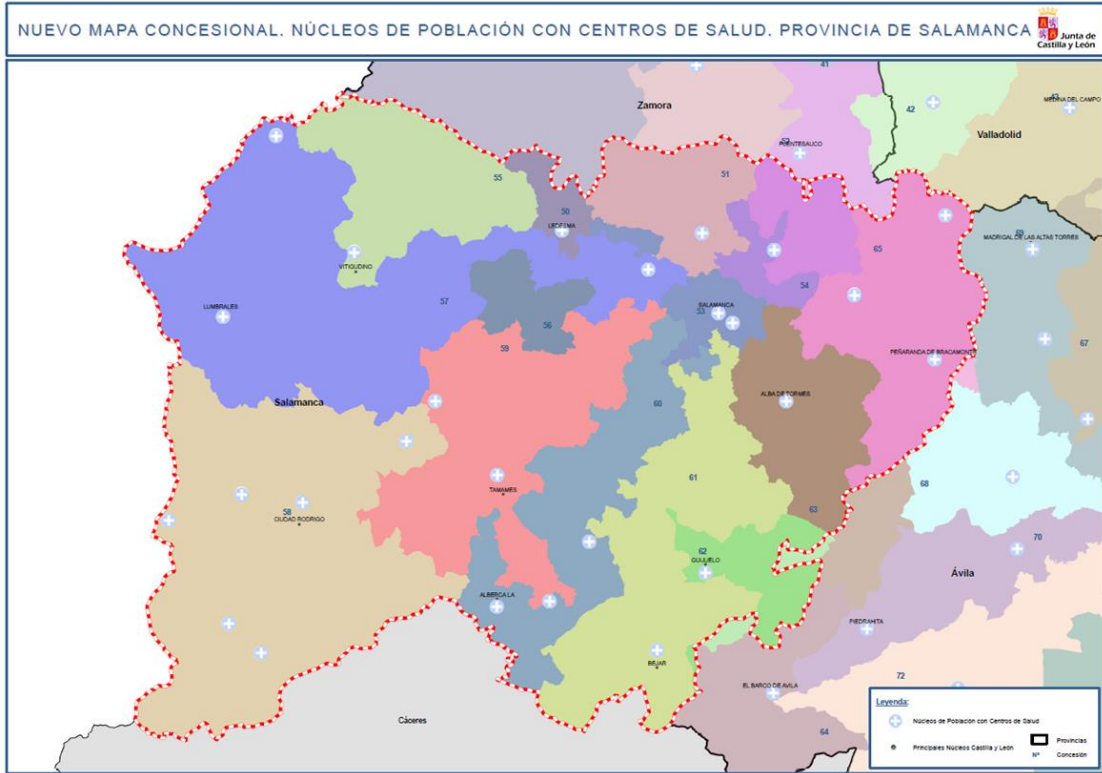 NUEVO MAPA CONCESIONAL. NÚCLEOS DE POBLACIÓN CON CENTROS DE SALUD. PROVINCIA DE SALAMANCA
Junta de
Castilla y León
41
Zamora
42
43
MEDINA DEL CAMPO
Valladolid
52
FUENTESAUCO
51
55
50
LEDESMA
VITIGUDINO
65
69
MADRIGAL DE LAS ALTAS TORRES
LUMBRALES
57
54
SALAMANCA
53
56
59
67
PEÑARANDA DE BRACAMONTE
Salamanca
60
ALBA DE TORMES
61
TAMAMES
68
58
CIUDAD RODRIGO
63
70
62
GUIJUELO
Ávila
ALBERCA LA
PIEDRAHITA
BÉJAR
72
EL BARCO DE AVILA
Cáceres
64
Leyenda:
Núcleos de Población con Centros de Salud
Provincias
Principales Núcleos Castilla y León
Nº
Concesión